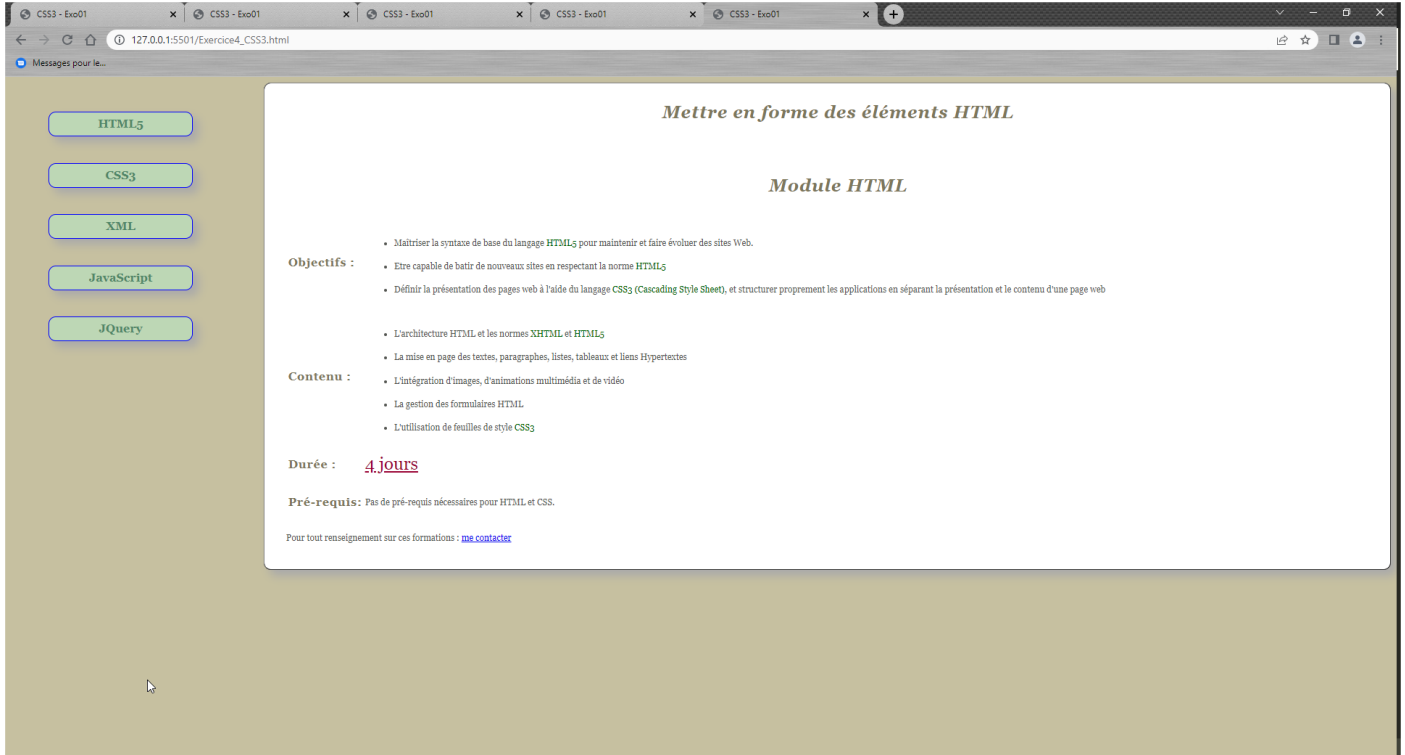 CSS3 - Exo01
CSS3 - Exo01
CSS3 - Exo01
CSS3 - Exo01
CSS3 - Exo01
127.0.0.1:5501/Exercice4_CSS3.html
Messages pour le...
HTML5
CSS3
XML
JavaScript
JQuery
Mettre en forme des éléments HTML
Module HTML
Objectifs :
• Maîtriser la syntaxe de base du langage HTML5 pour maintenir et faire évoluer des sites Web.
• Etre capable de batir de nouveaux sites en respectant la norme HTML5
• Définir la présentation des pages web à l'aide du langage CSS3 (Cascading Style Sheet), et structurer proprement les applications en séparant la présentation et le contenu d'une page web
Contenu :
• L'architecture HTML et les normes XHTML et HTML5
• La mise en page des textes, paragraphes, listes, tableaux et liens Hypertextes
• L'intégration d'images, d'animations multimédia et de vidéo
• La gestion des formulaires HTML
• L'utilisation de feuilles de style CSS3
Durée : 4 jours
Pré-requis: Pas de pré-requis nécessaires pour HTML et CSS.
Pour tout renseignement sur ces formations : me contacter